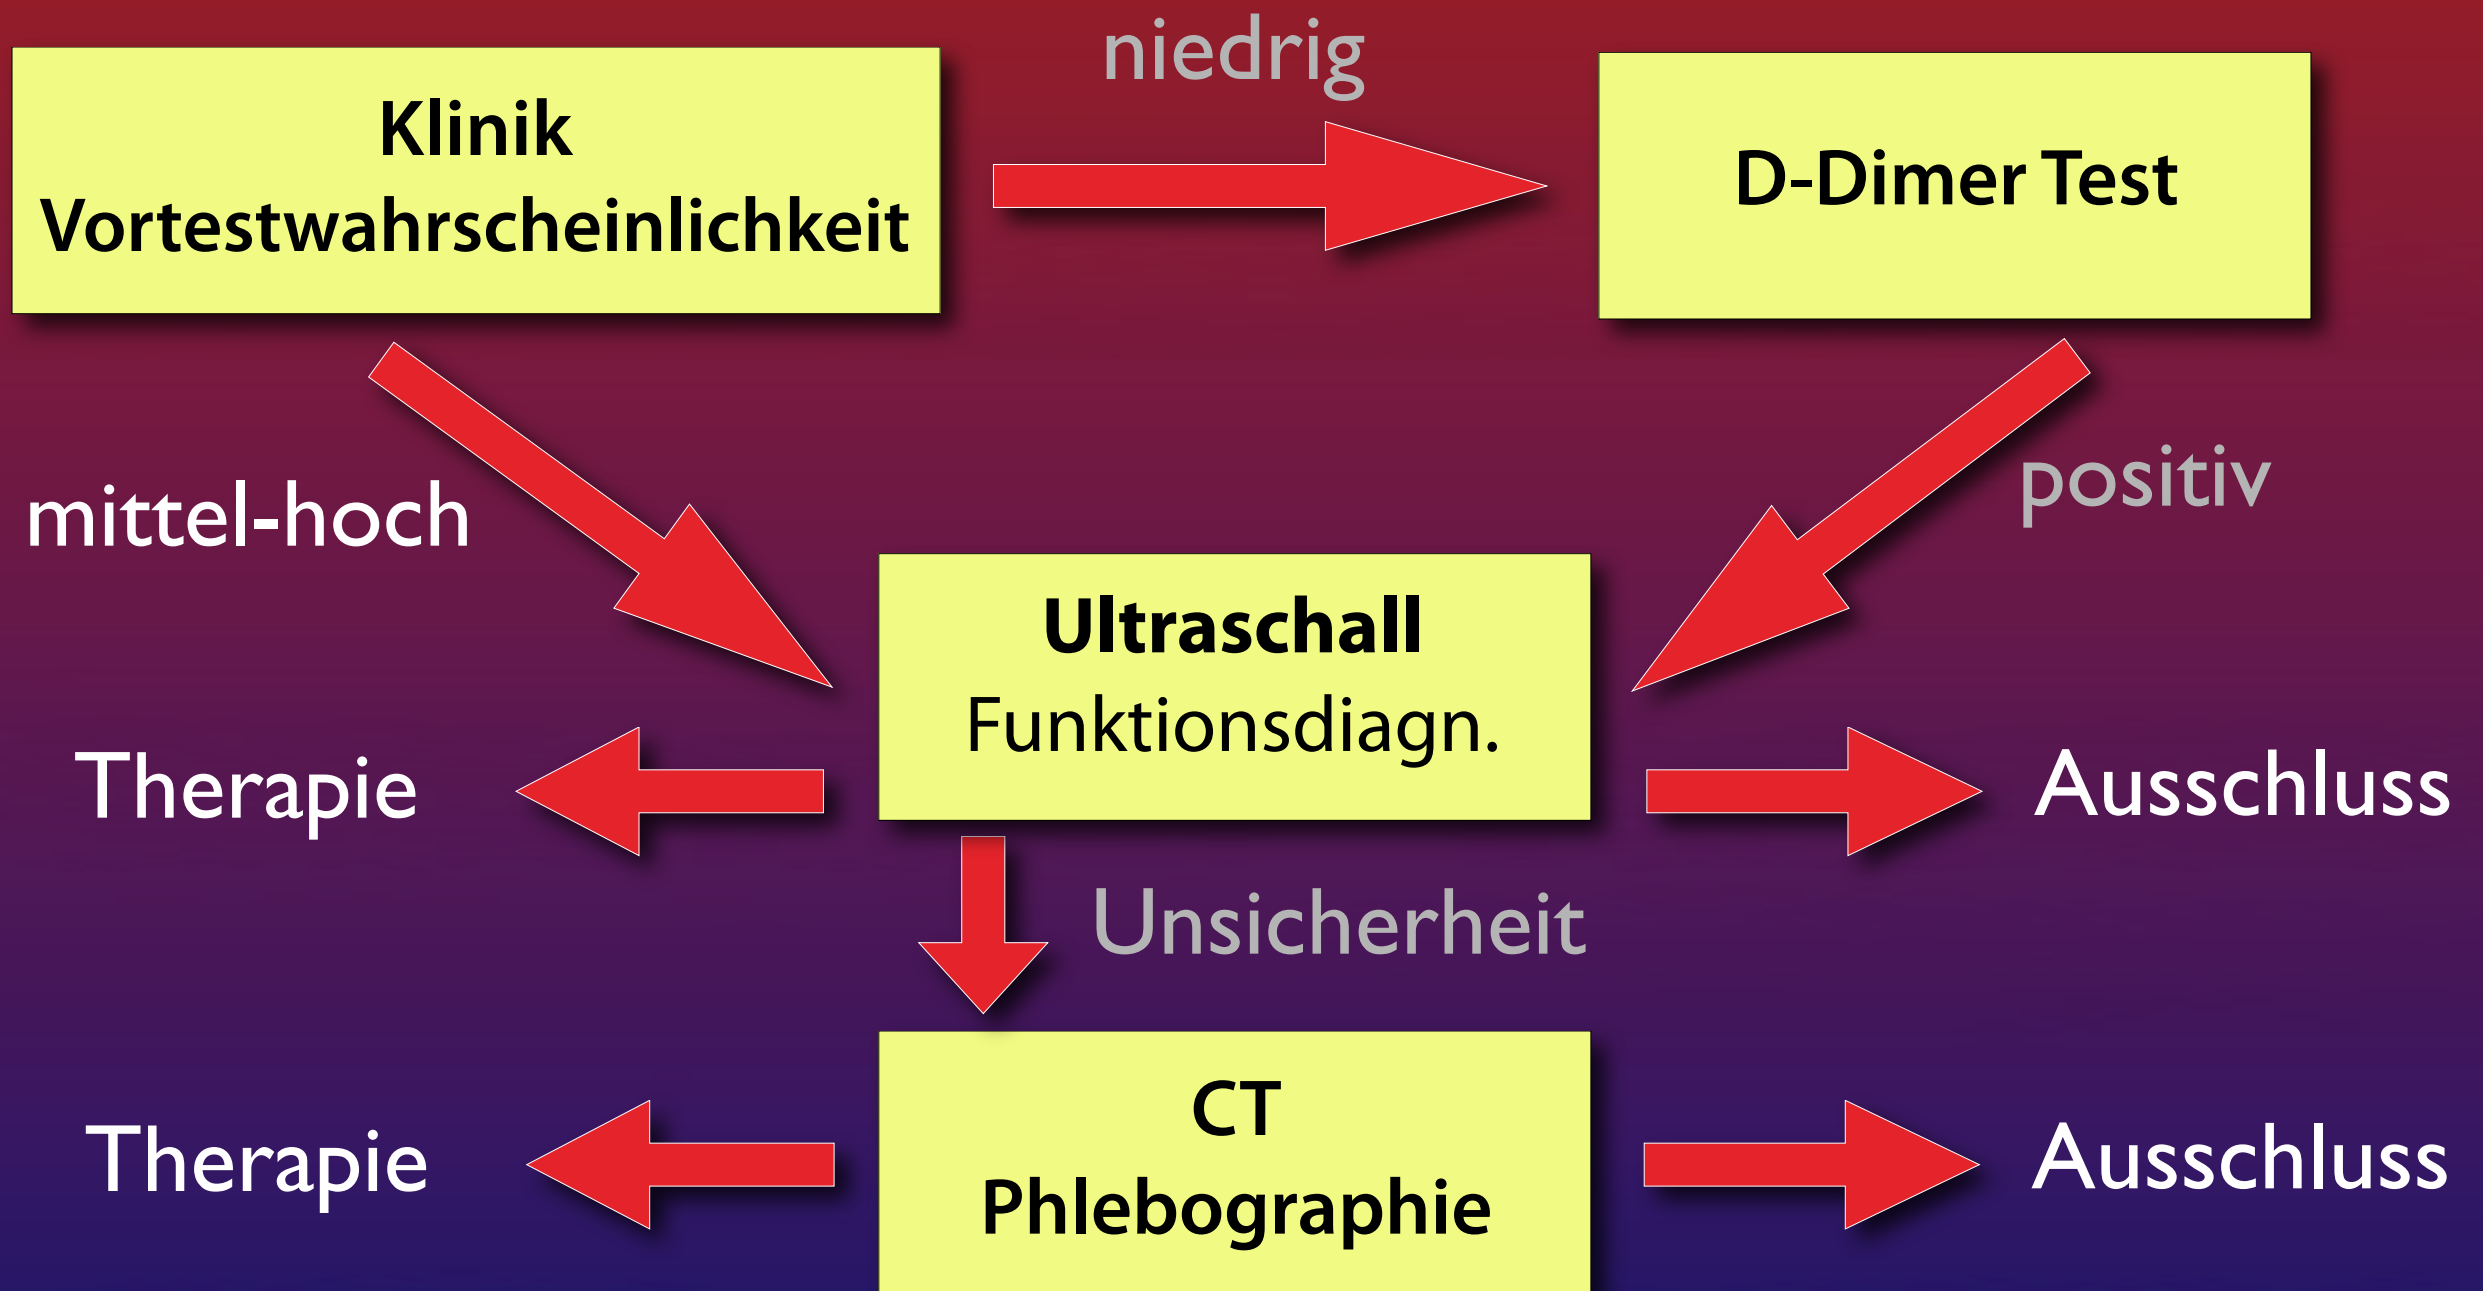 niedrig
Klinik
Vortestwahrscheinlichkeit
D-Dimer Test
mittel-hoch
positiv
Ultraschall
Funktionsdiagn.
Therapie
Ausschluss
Unsicherheit
CT
Phlebographie
Therapie
Ausschluss